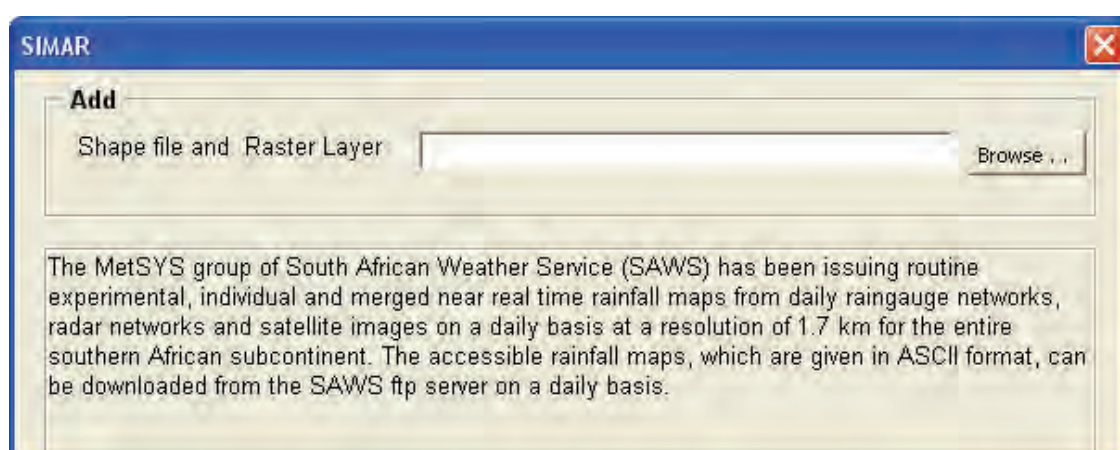 SIMAR
Add
Shape file and Raster Layer
Browse . .
The MetSYS group of South African Weather Service (SAWS) has been issuing routine
experimental, individual and merged near real time rainfall maps from daily raingauge networks,
radar networks and satellite images on a daily basis at a resolution of 1.7 km for the entire
southern African subcontinent. The accessible rainfall maps, which are given in ASCII format, can
be downloaded from the SAWS ftp server on a daily basis.